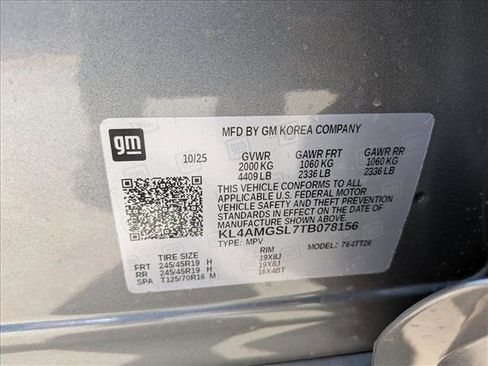 gm
MFD BY GM KOREA COMPANY
10/25 GVWR GAWR FRT GAWR RR
2000 KG 1060 KG 1060 KG
4409 LB 2336 LB 2336 LB
THIS VEHICLE CONFORMS TO ALL
APPLICABLE U.S. FEDERAL MOTOR
VEHICLE SAFETY AND THEFT PREVENTION
STANDARDS IN EFFECT ON THE DATE OF
MANUFACTURE SHOWN ABOVE.
KL4AMGSL7TB078156
TYPE: MPV MODEL: 764TT26
TIRE SIZE RIM
FRT 245/45R19 H 19X8J
RR 245/45R19 H 19X8J
SPA T125/70R16 M 16X4BT